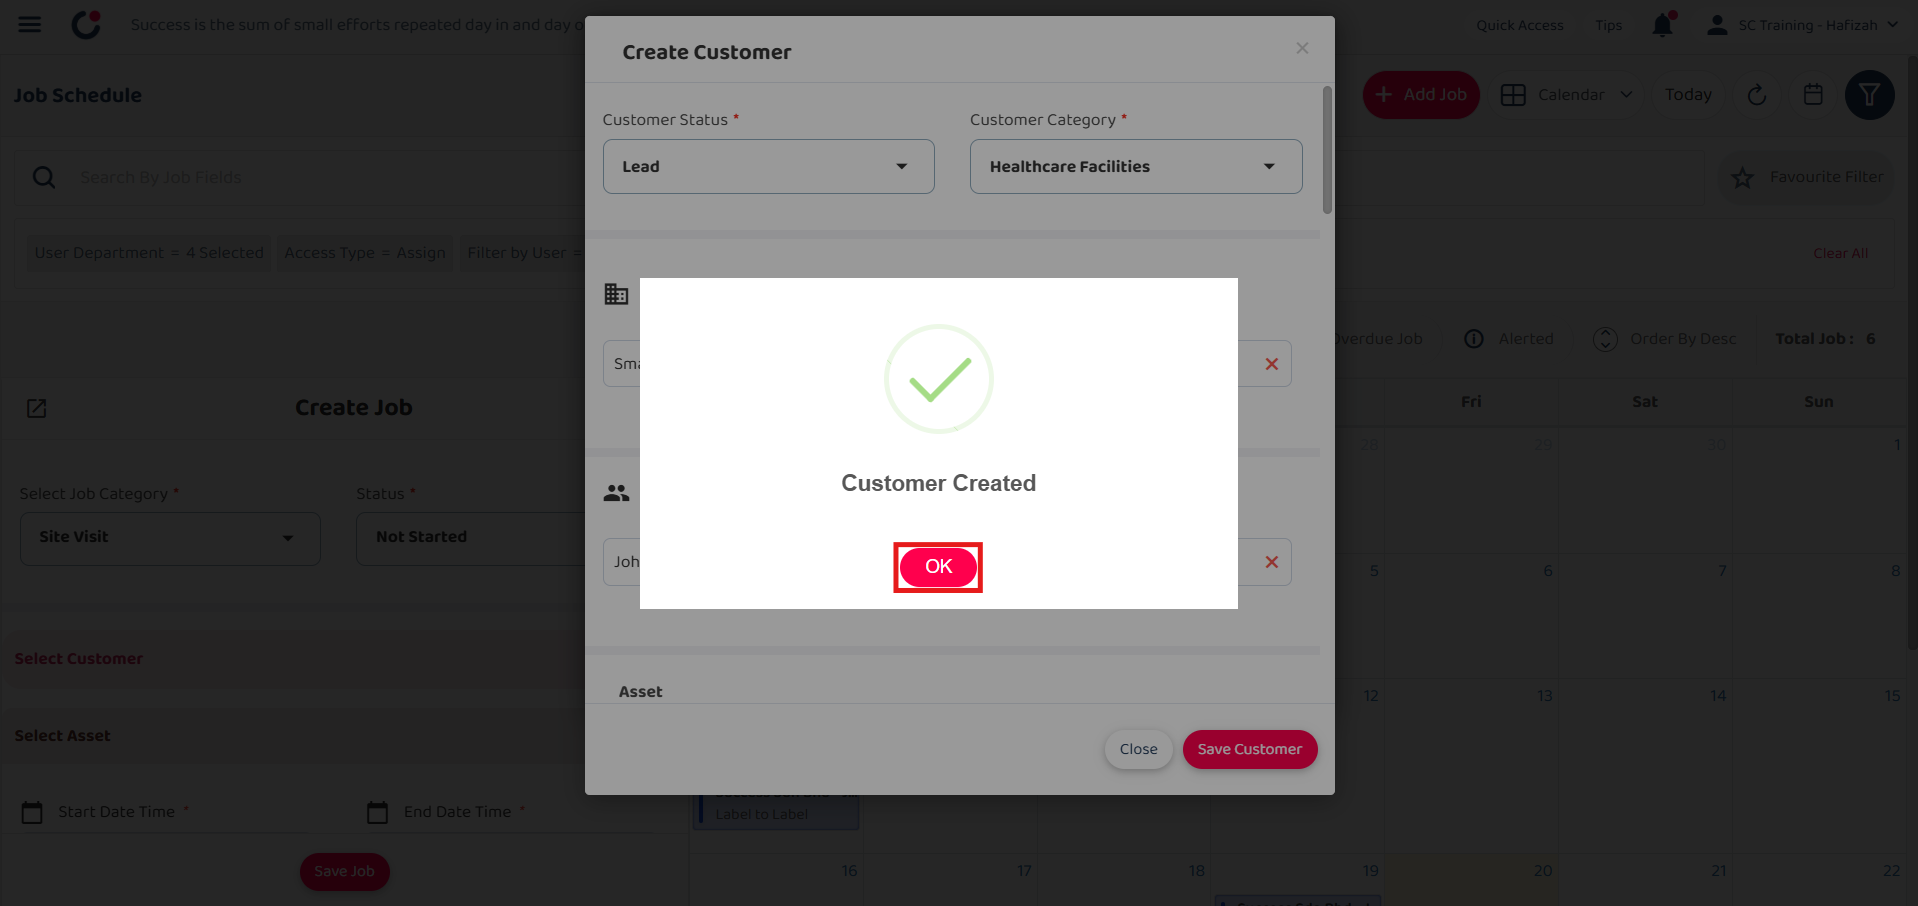 Success is the sum of small efforts repeated day in and day
Quick Access
Tips
SC Training - Hafizah
Create Customer
Job Schedule
Add Job
Calendar
Today
Customer Status *
Customer Category *
Lead
Healthcare Facilities
Search By Job Fields
Favourite Filter
User Department = 4 Selected
Access Type = Assign
Filter by User =
Clear All
Overdue Job
Alerted
Order By Desc
Total Job : 6
Create Job
Fri
Sat
Sun
28
29
30
1
Customer Created
Select Job Category *
Status *
Site Visit
Not Started
OK
5
6
7
8
Select Customer
Asset
12
13
14
15
Select Asset
Close
Save Customer
Start Date Time *
End Date Time *
Label to Label
Save Job
16
17
18
19
20
21
22